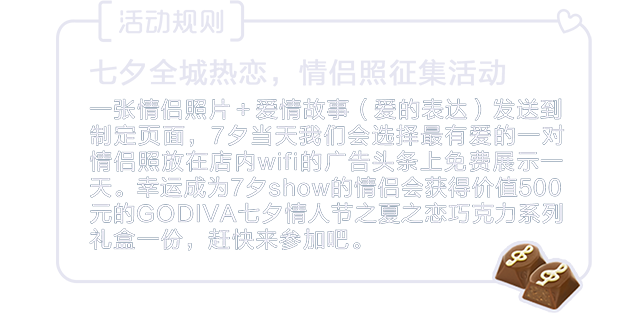 活动规则
七夕全城热恋，情侣照征集活动
一张情侣照片＋爱情故事（爱的表达）发送到
制定页面，7夕当天我们会选择最有爱的一对
情侣照放在店内wifi的广告头条上免费展示一
天。幸运成为7夕show的情侣会获得价值500
元的GODIVA七夕情人节之夏之恋巧克力系列
礼盒一份，赶快来参加吧。